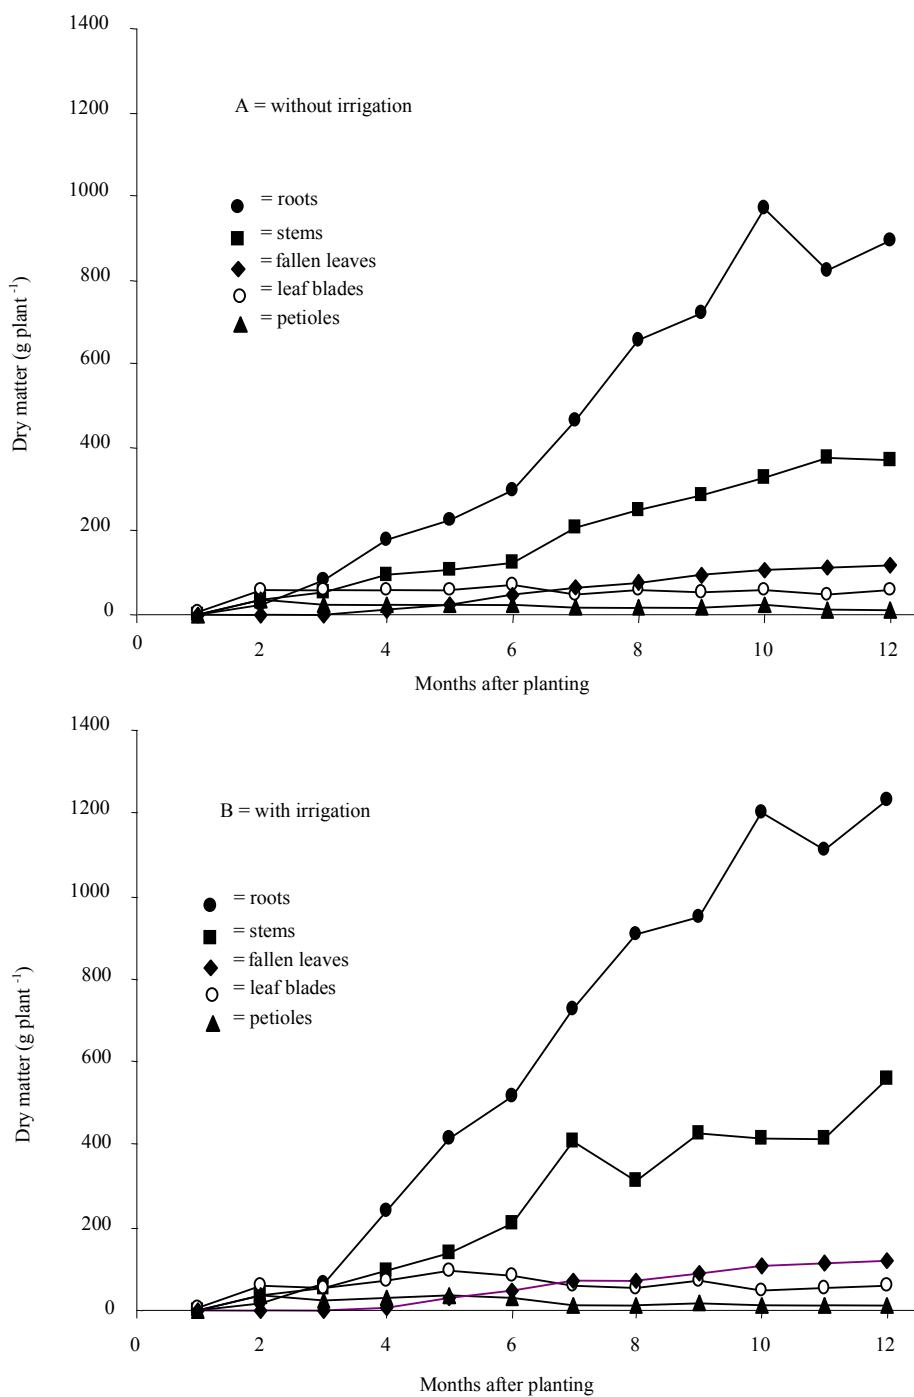 1400
1200
A = without irrigation
1000
= roots
= stems
800
= fallen leaves
= leaf blades
= petioles
600
400
200
0
Dry matter (g plant -1)
0 2 4 6 8 10 12
Months after planting
1400
1200
B = with irrigation
1000
= roots
= stems
= fallen leaves
800
= leaf blades
= petioles
600
400
200
0
Dry matter (g plant -1)
0 2 4 6 8 10 12
Months after planting